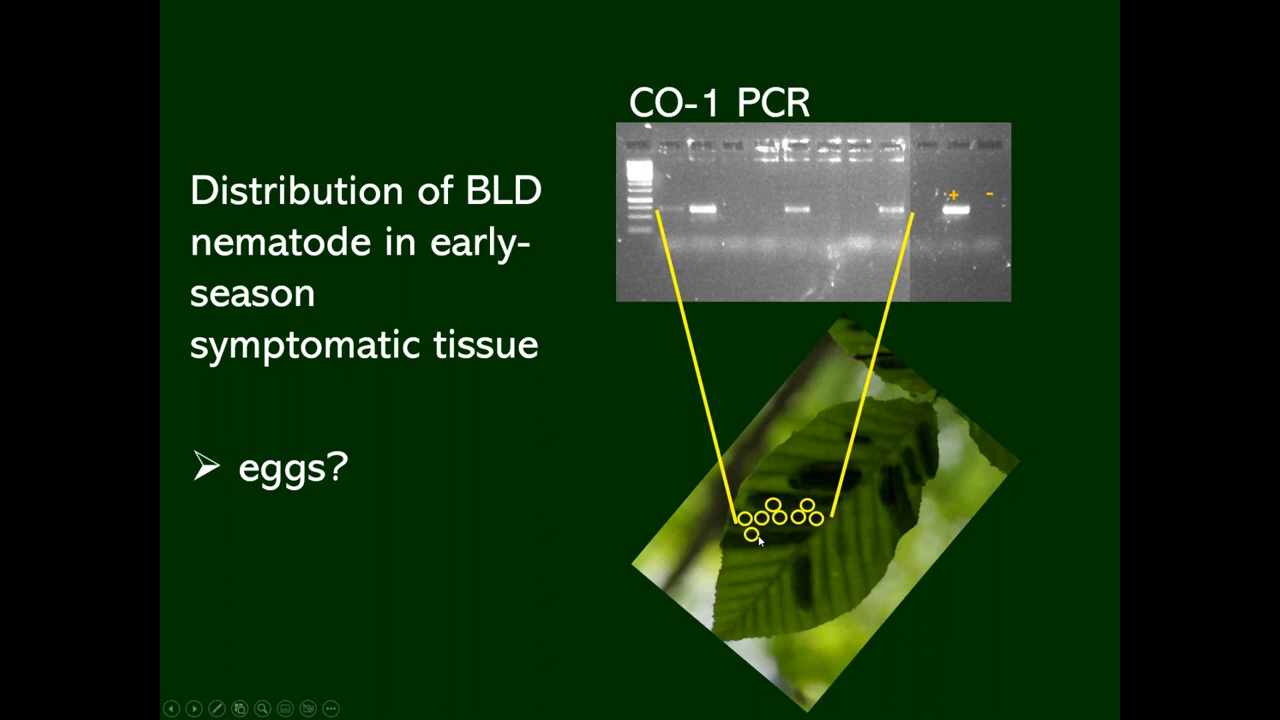 CO-1 PCR
+ -
Distribution of BLD
nematode in early-
season
symptomatic tissue
➢ eggs?